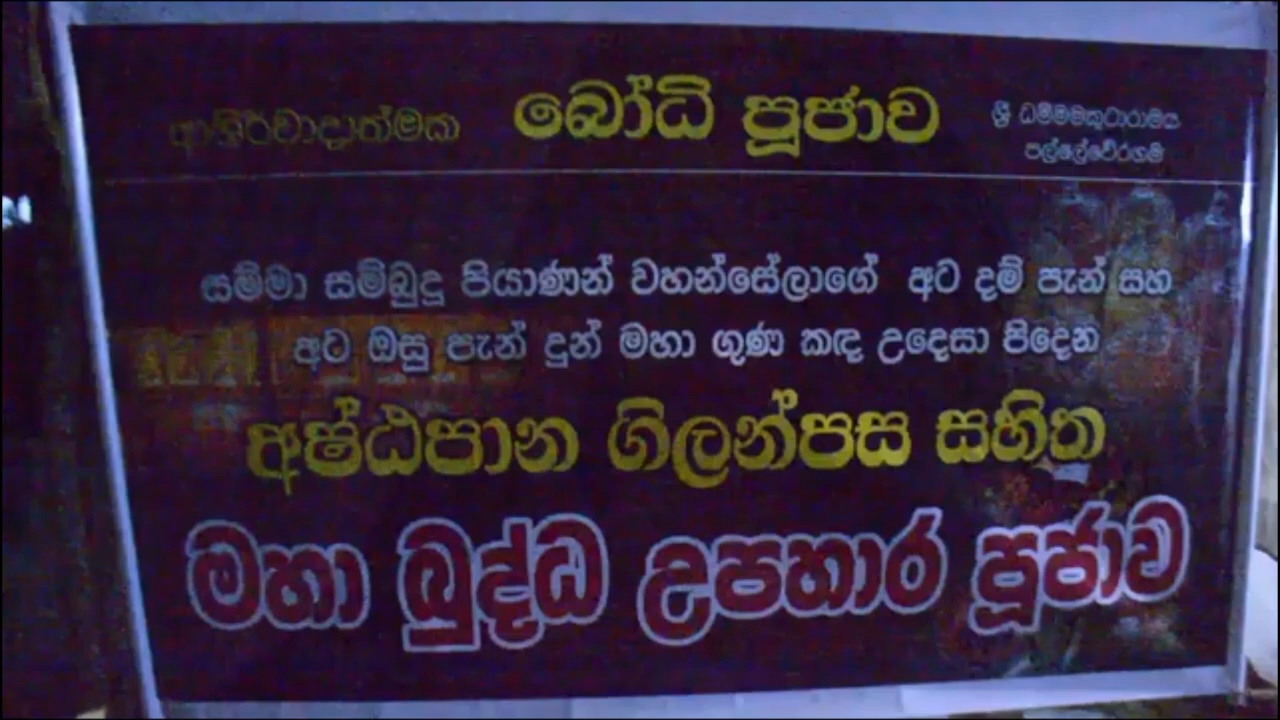 ආශිර්වාදාත්මක බෝධි පූජාව ශ්‍රී ධම්මමකුටාරාමය
පල්ලේවේරගම
සම්මා සම්බුදු පියාණන් වහන්සේලාගේ අට දම් පැන් සහ
අට ඔසු පැන් දුන් මහා ගුණ කඳ උදෙසා පිදෙන
අෂ්ඨපාන ගිලන්පස සහිත
මහා බුද්ධ උපහාර පූජාව